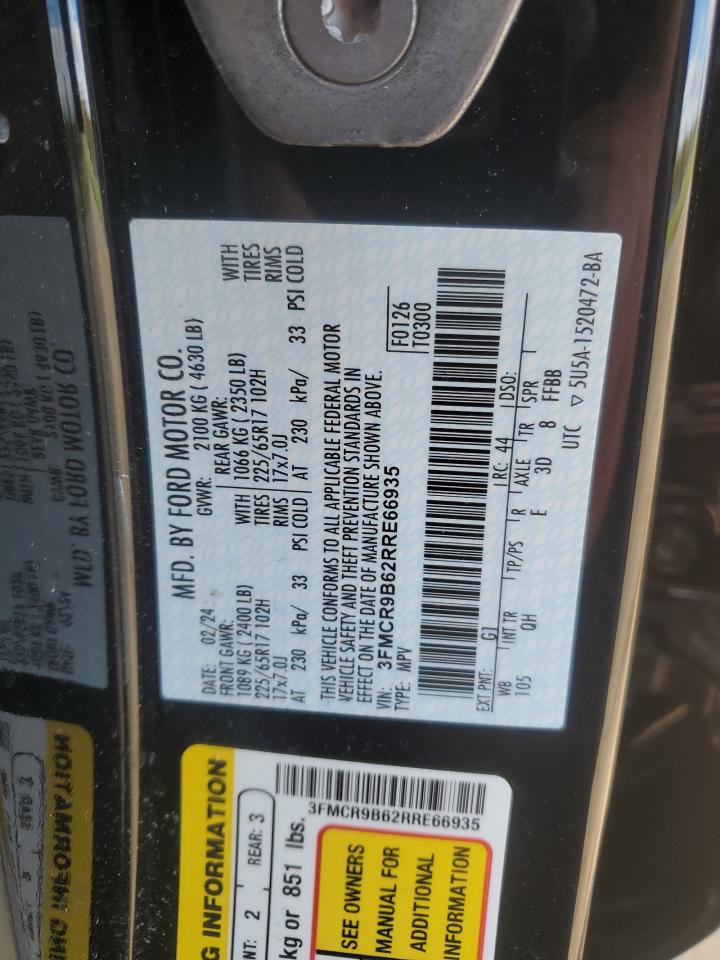 MFD. BY FORD MOTOR CO.
DATE: 02/24 GVWR: 2100 KG ( 4630 LB)
FRONT GAWR: REAR GAWR:
1089 KG ( 2400 LB) WITH 1066 KG ( 2350 LB) WITH
225/65R17 102H TIRES 225/65R17 102H TIRES
17x7.0J RIMS 17x7.0J RIMS
AT 230 kPa/ 33 PSI COLD AT 230 kPa/ 33 PSI COLD
THIS VEHICLE CONFORMS TO ALL APPLICABLE FEDERAL MOTOR
VEHICLE SAFETY AND THEFT PREVENTION STANDARDS IN
EFFECT ON THE DATE OF MANUFACTURE SHOWN ABOVE.
VIN: 3FMCR9B62RRE66935 F0126
TYPE: MPV T0300
EXT PNT: G1 RC: 44 DSO:
WB INT TR TP/PS R AXLE TR SPR
105 QH E 3D 8 FFBB
UTC ▽ 5U5A-1520472-BA
G INFORMATION
NT: 2 REAR: 3
kg or 851 lbs.
3FMCR9B62RRE66935
SEE OWNERS
MANUAL FOR
ADDITIONAL
INFORMATION